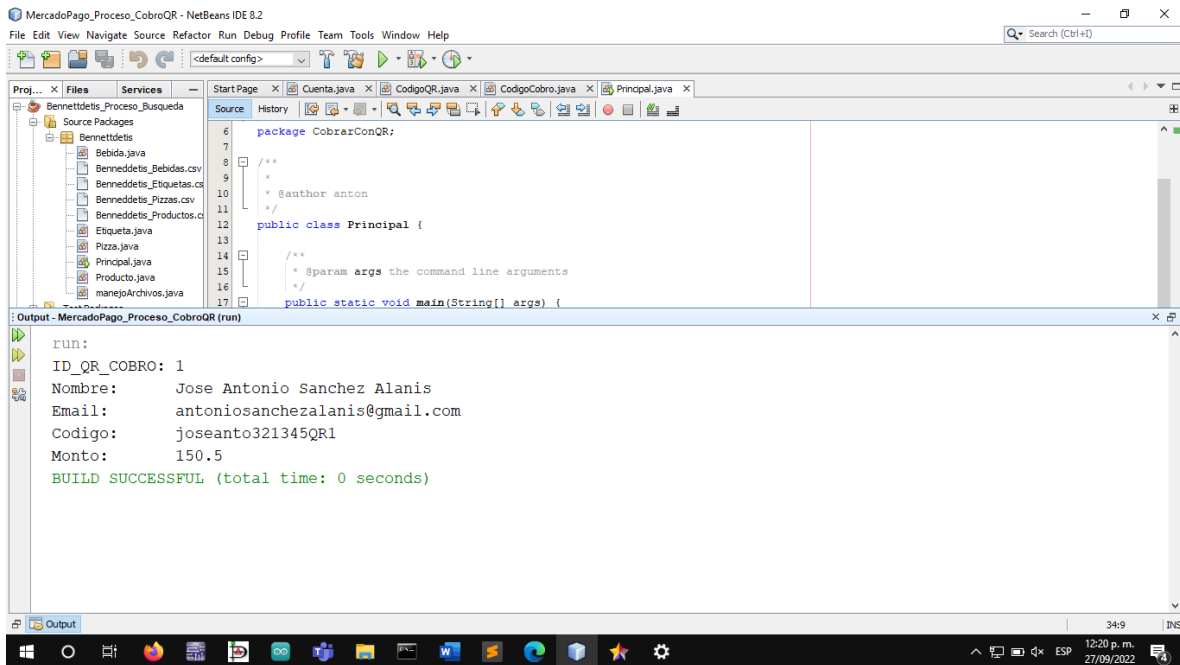 MercadoPago_Proceso_CobroQR - NetBeans IDE 8.2
File Edit View Navigate Source Refactor Run Debug Profile Team Tools Window Help
Search (Ctrl+I)
<default config>
Proj... Files Services
Start Page Cuenta.java CodigoQR.java CodigoCobro.java Principal.java
Bennettdetis_Proceso_Busqueda
Source Packages
Bennettdetis
Bebida.java
Benneddetis_Bebidas.csv
Benneddetis_Etiquetas.cs
Benneddetis_Pizzas.csv
Benneddetis_Productos.cs
Etiqueta.java
Pizza.java
Principal.java
Producto.java
manejoArchivos.java
Source History
6 package CobrarConQR;
7
8 /**
9 *
10 * @author anton
11 */
12 public class Principal {
13
14 /**
15 * @param args the command line arguments
16 */
17 public static void main(String[] args) {
Output - MercadoPago_Proceso_CobroQR (run)
run:
ID_QR_COBRO: 1
Nombre: Jose Antonio Sanchez Alanis
Email: antoniosanchezalanis@gmail.com
Codigo: joseanto321345QR1
Monto: 150.5
BUILD SUCCESSFUL (total time: 0 seconds)
Output
34:9 INS
ESP
12:20 p. m.
27/09/2022
4